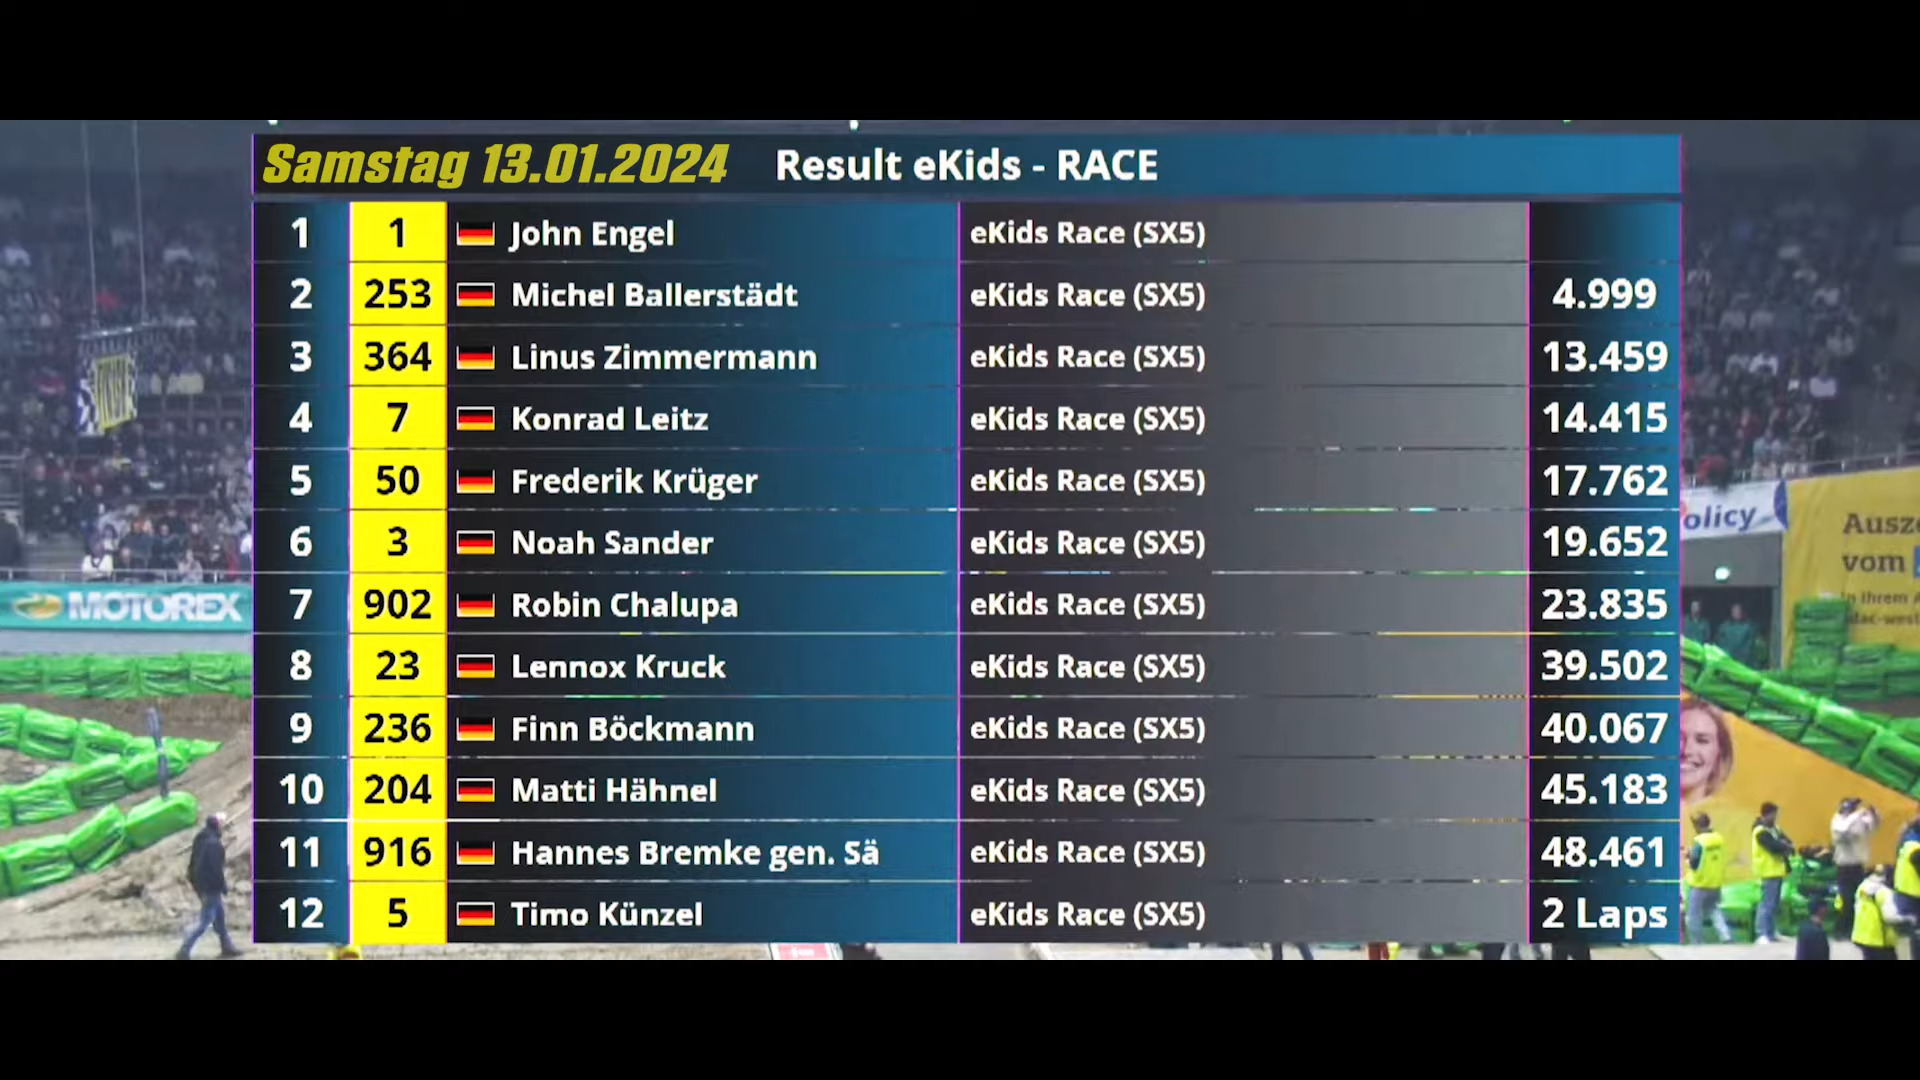 Samstag 13.01.2024 Result eKids - RACE
1 1 John Engel eKids Race (SX5)
2 253 Michel Ballerstädt eKids Race (SX5) 4.999
3 364 Linus Zimmermann eKids Race (SX5) 13.459
4 7 Konrad Leitz eKids Race (SX5) 14.415
5 50 Frederik Krüger eKids Race (SX5) 17.762
6 3 Noah Sander eKids Race (SX5) 19.652
7 902 Robin Chalupa eKids Race (SX5) 23.835
8 23 Lennox Kruck eKids Race (SX5) 39.502
9 236 Finn Böckmann eKids Race (SX5) 40.067
10 204 Matti Hähnel eKids Race (SX5) 45.183
11 916 Hannes Bremke gen. Sä eKids Race (SX5) 48.461
12 5 Timo Künzel eKids Race (SX5) 2 Laps
MOTOREX
olicy
Ausz
vom